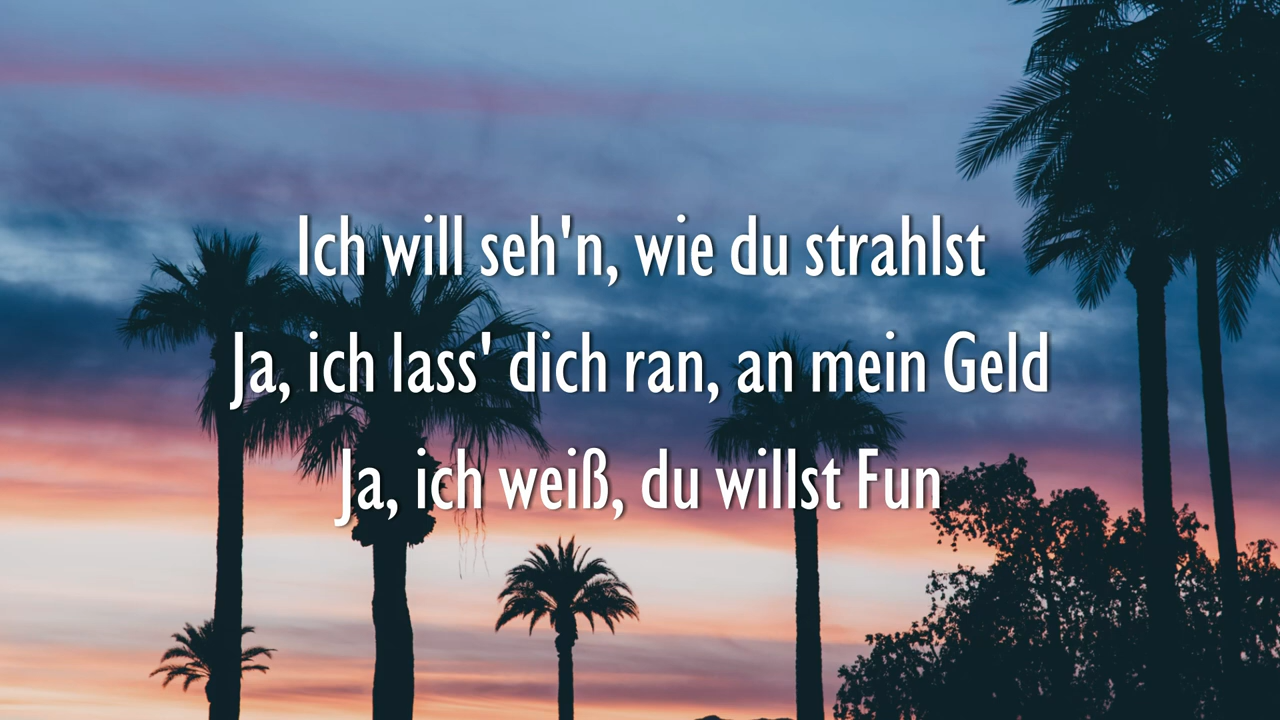 Ich will seh'n, wie du strahlst
Ja, ich lass' dich ran, an mein Geld
Ja, ich weiß, du willst Fun